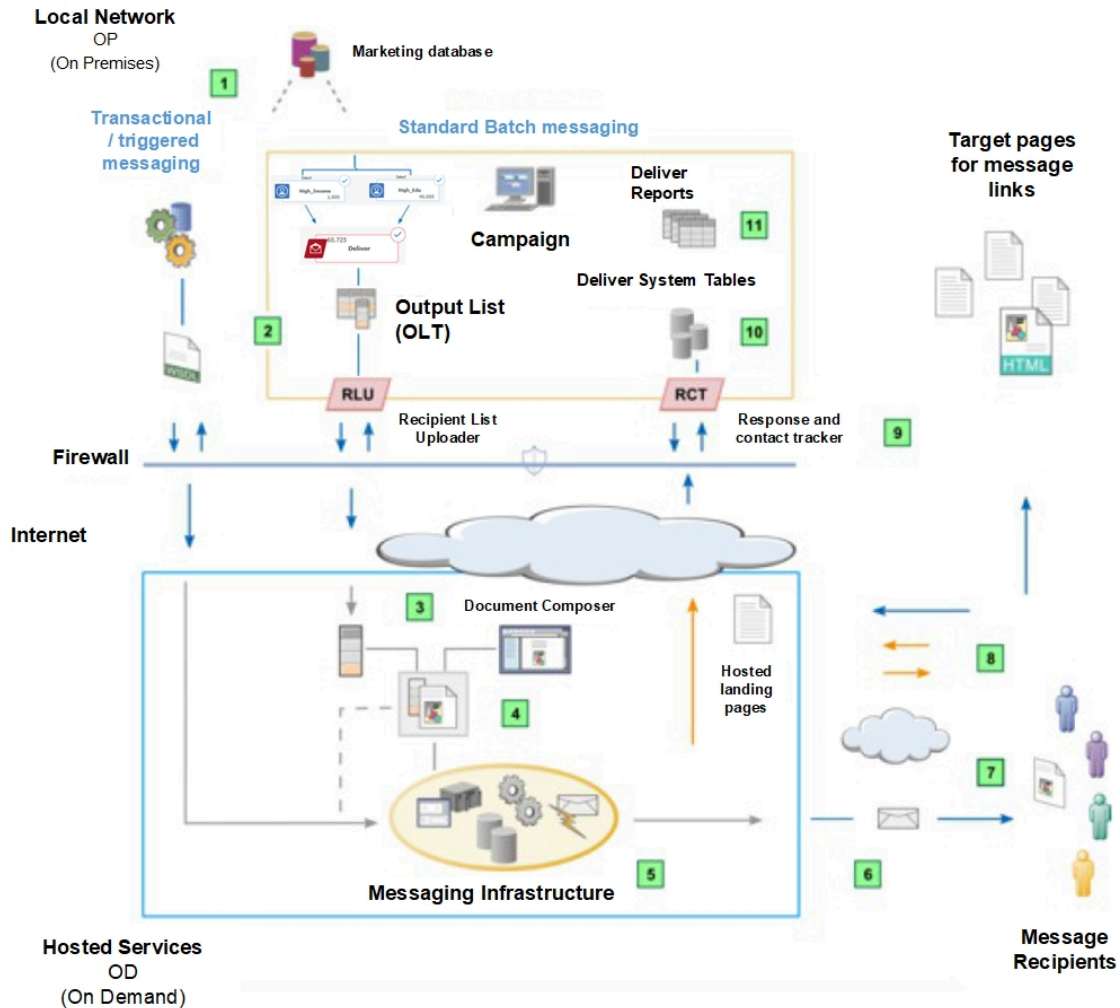 Local Network
OP
(On Premises)
1
Marketing database
Transactional
/ triggered
messaging
Standard Batch messaging
Target pages
for message
links
High_Income
High_Edu
Deliver
Campaign
Deliver
Reports
11
Output List
(OLT)
Deliver System Tables
2
10
WSDL
HTML
RLU
RCT
Recipient List
Uploader
Response and
contact tracker
9
Firewall
Internet
3
Document Composer
8
Hosted
landing
pages
4
7
5
6
Messaging Infrastructure
Hosted Services
OD
(On Demand)
Message
Recipients